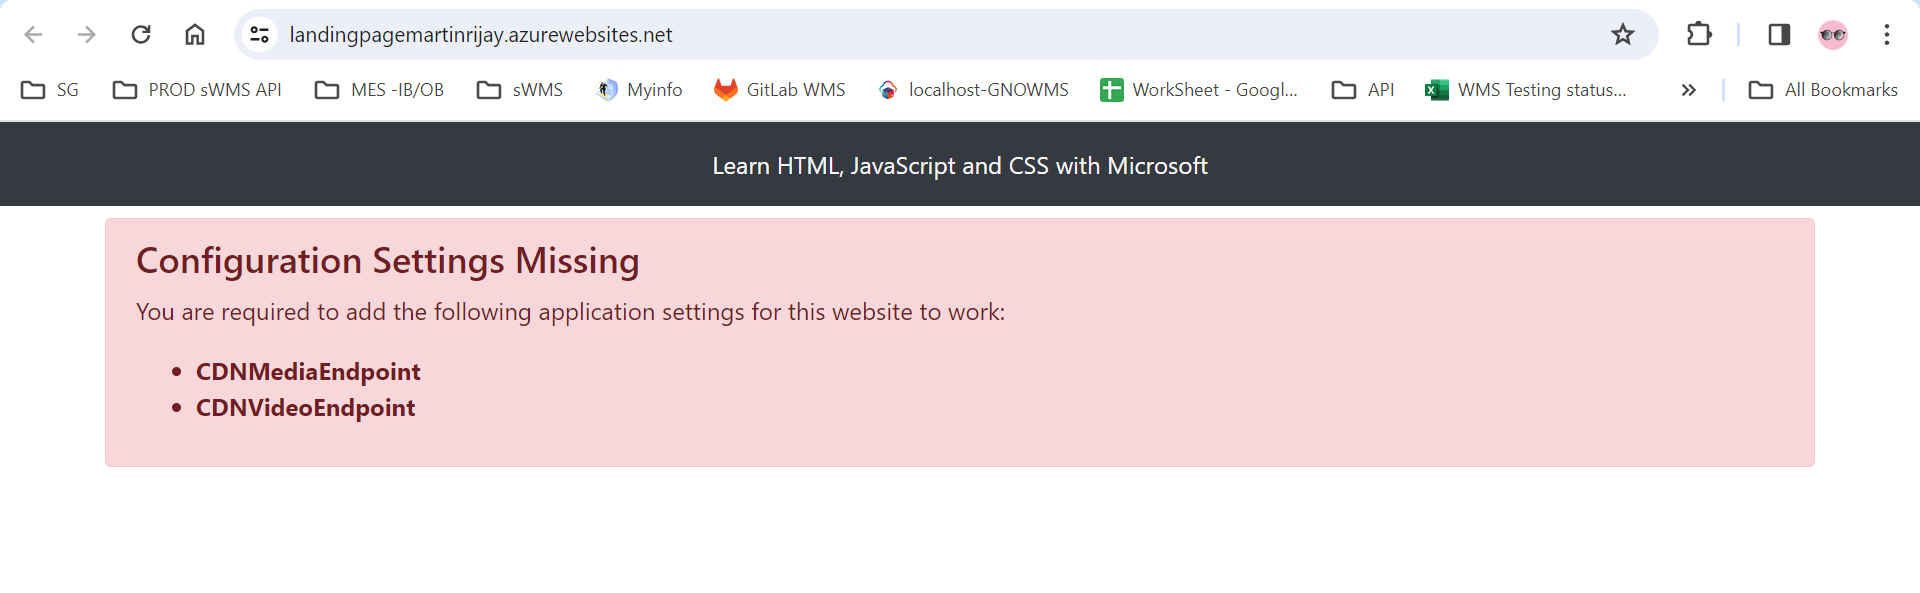 landingpagemartinrijay.azurewebsites.net
SG PROD sWMS API MES -IB/OB sWMS Myinfo GitLab WMS localhost-GNOWMS WorkSheet - Googl... API WMS Testing status... All Bookmarks
Learn HTML, JavaScript and CSS with Microsoft
Configuration Settings Missing
You are required to add the following application settings for this website to work:
CDNMediaEndpoint
CDNVideoEndpoint